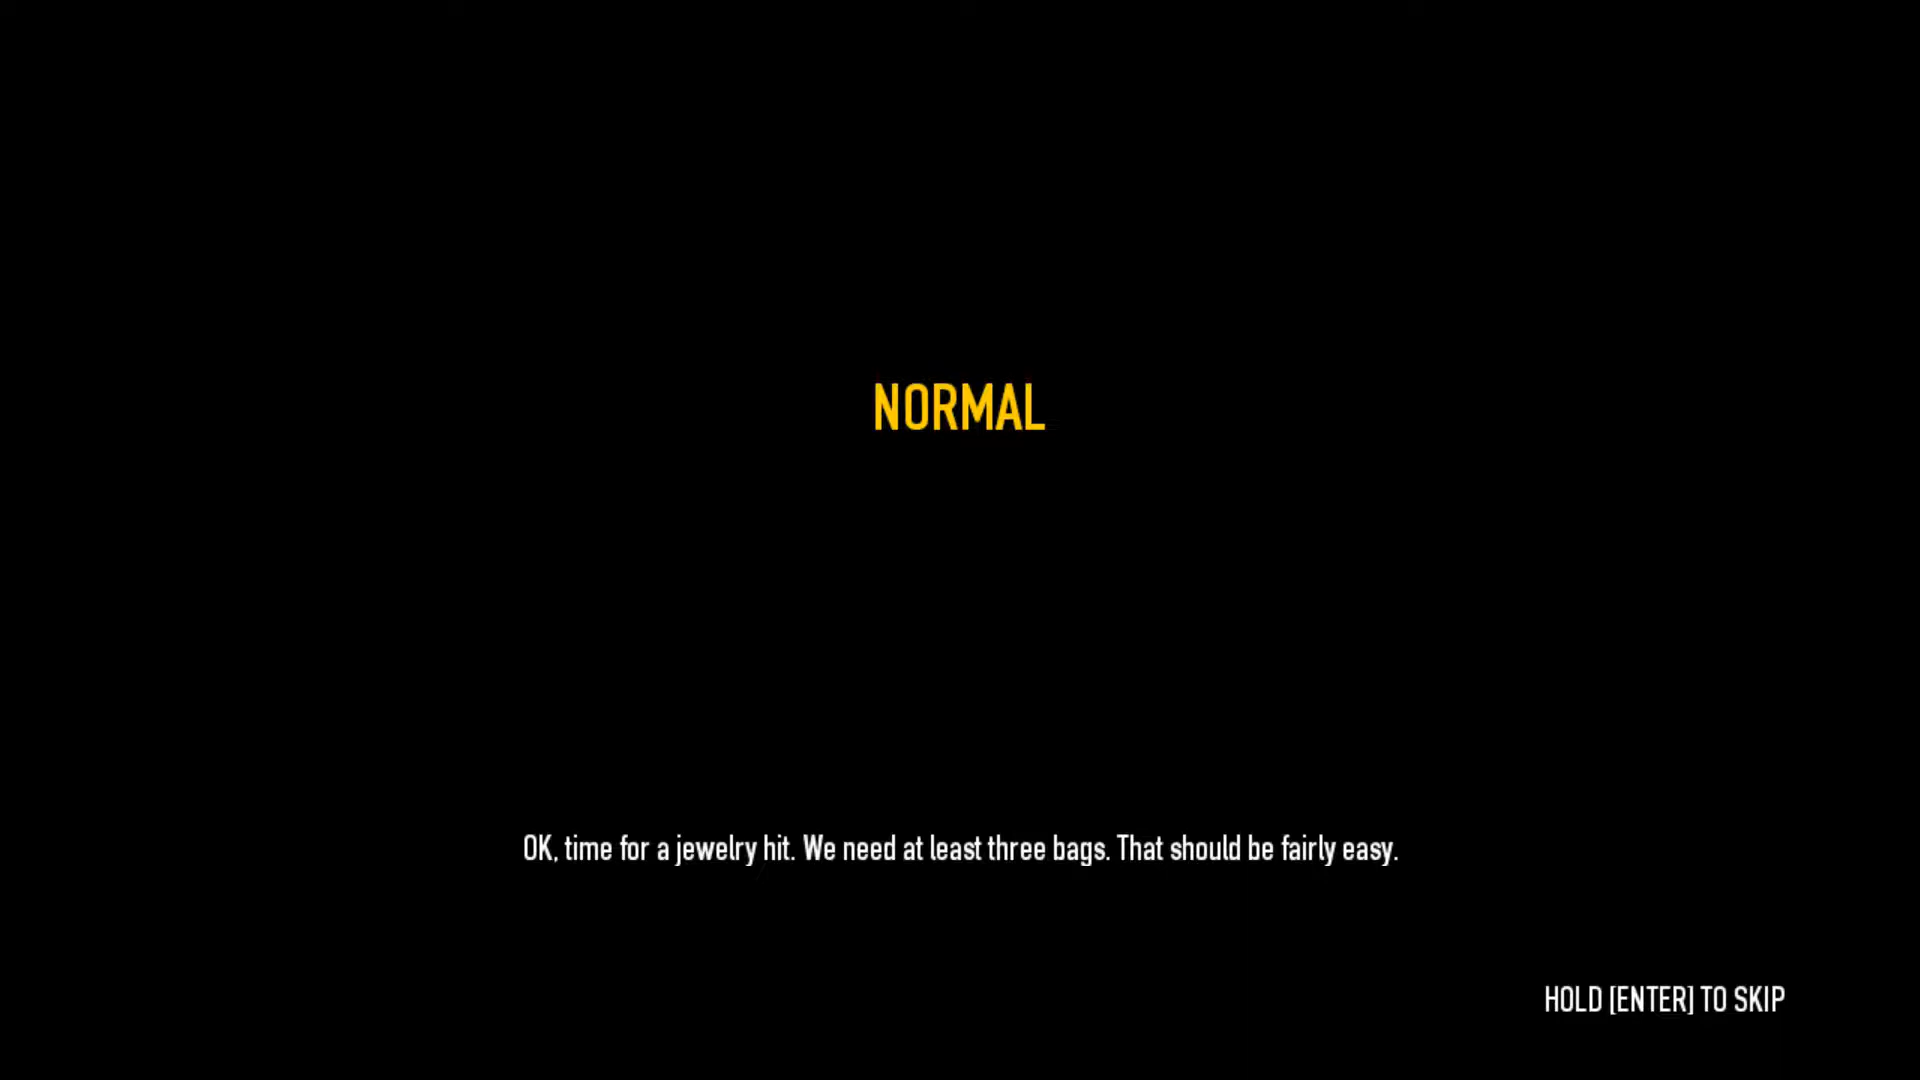 NORMAL
OK, time for a jewelry hit. We need at least three bags. That should be fairly easy.
HOLD [ENTER] TO SKIP